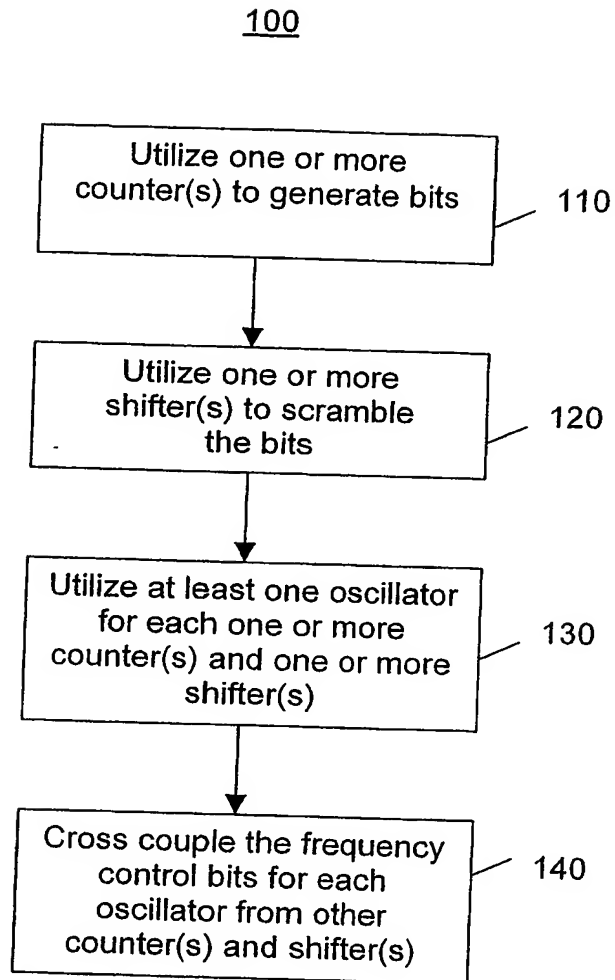 100
Utilize one or more
counter(s) to generate bits
110
Utilize one or more
shifter(s) to scramble
the bits
120
Utilize at least one oscillator
for each one or more
counter(s) and one or more
shifter(s)
130
Cross couple the frequency
control bits for each
oscillator from other
counter(s) and shifter(s)
140